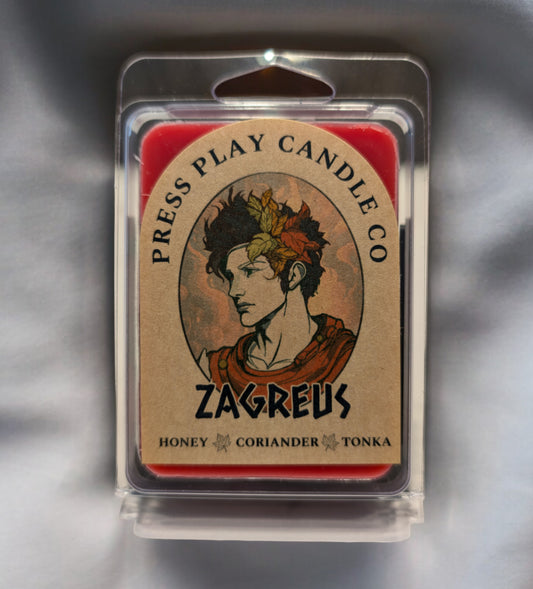 PRESS PLAY CANDLE CO
ZAGREUS
HONEY CORIANDER TONKA